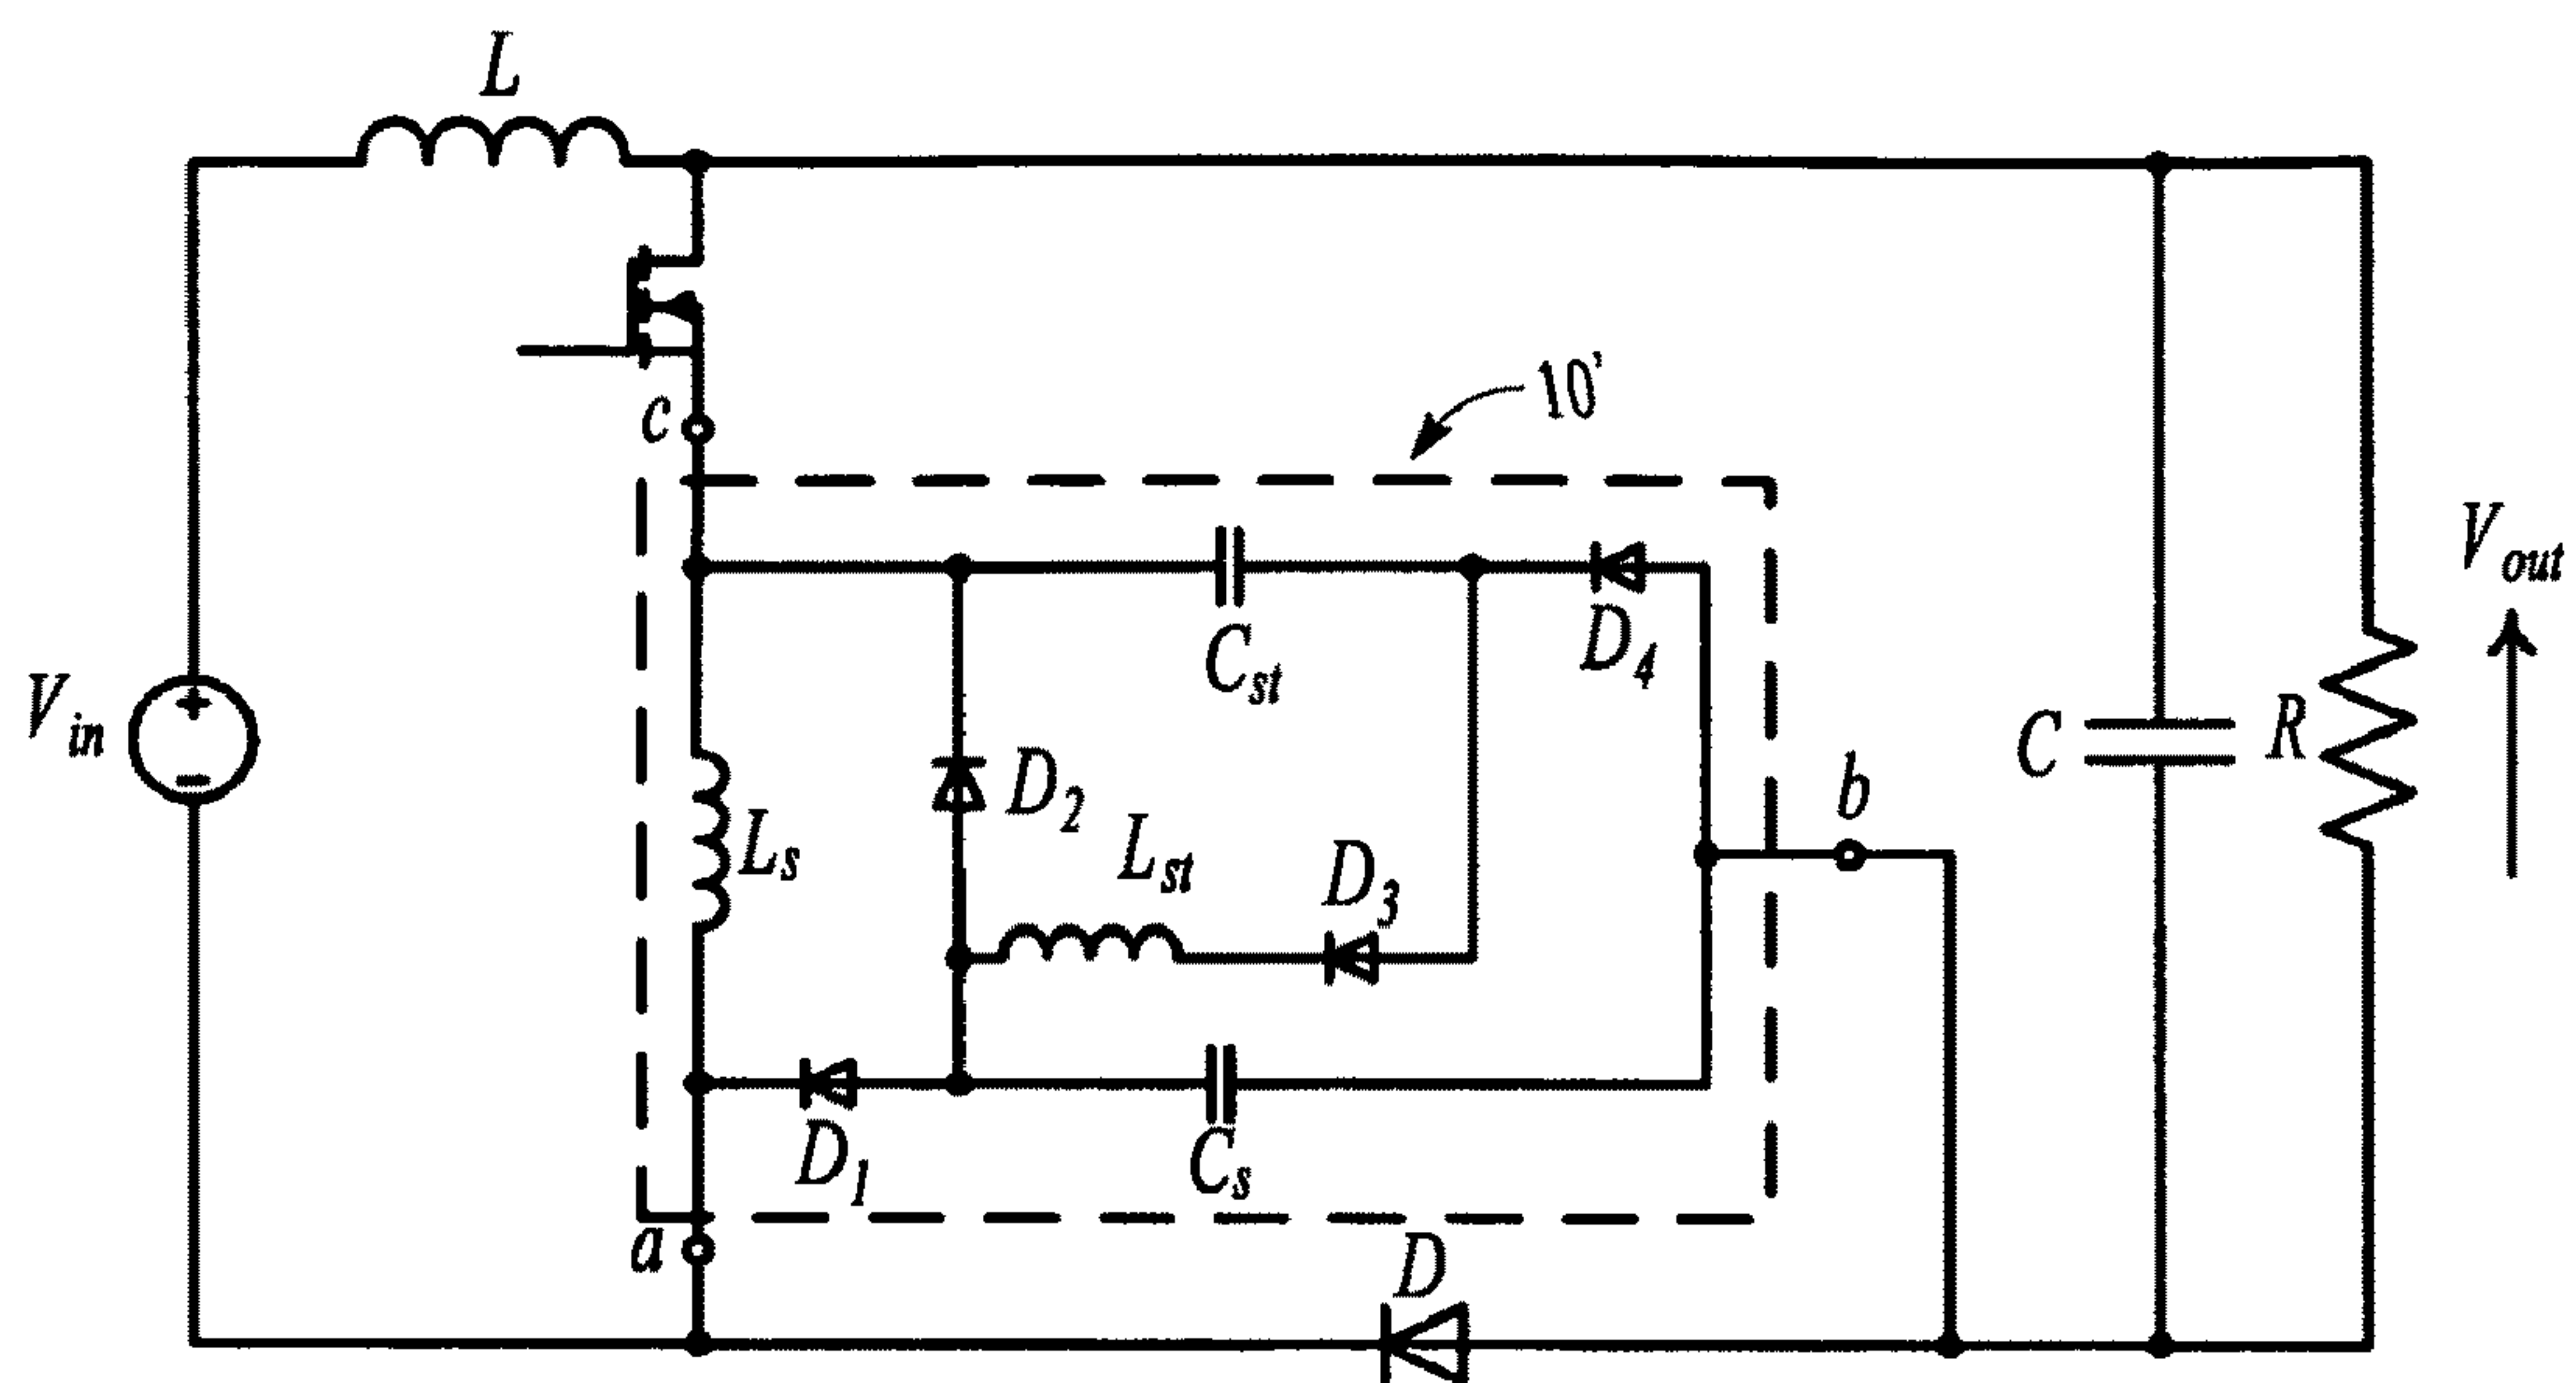 L
c
10'
C_st
D_4
V_out
V_in
+
−
L_s
D_2
L_st
D_3
b
C
R
D_1
C_s
a
D